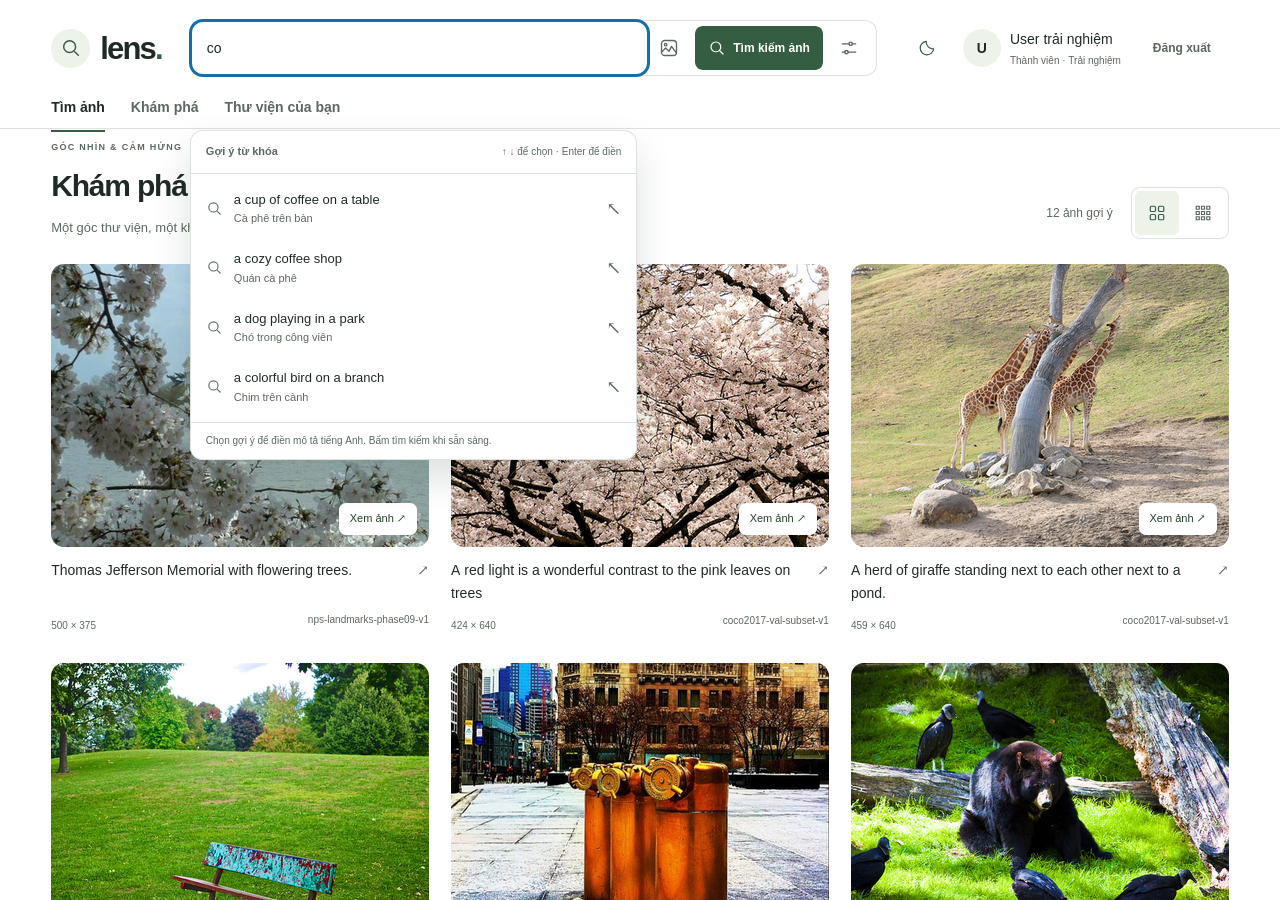 lens.
co
Tìm kiếm ảnh
U
User trải nghiệm
Thành viên · Trải nghiệm
Đăng xuất
Tìm ảnh
Khám phá
Thư viện của bạn
GÓC NHÌN & CẢM HỨNG
Khám phá
Một góc thư viện, một kh
12 ảnh gợi ý
Gợi ý từ khóa
↑ ↓ để chọn · Enter để điền
a cup of coffee on a table
Cà phê trên bàn
a cozy coffee shop
Quán cà phê
a dog playing in a park
Chó trong công viên
a colorful bird on a branch
Chim trên cành
Chọn gợi ý để điền mô tả tiếng Anh. Bấm tìm kiếm khi sẵn sàng.
Xem ảnh ↗
Xem ảnh ↗
Xem ảnh ↗
Thomas Jefferson Memorial with flowering trees. ↗
500 × 375
nps-landmarks-phase09-v1
A red light is a wonderful contrast to the pink leaves on ↗
trees
424 × 640
coco2017-val-subset-v1
A herd of giraffe standing next to each other next to a ↗
pond.
459 × 640
coco2017-val-subset-v1